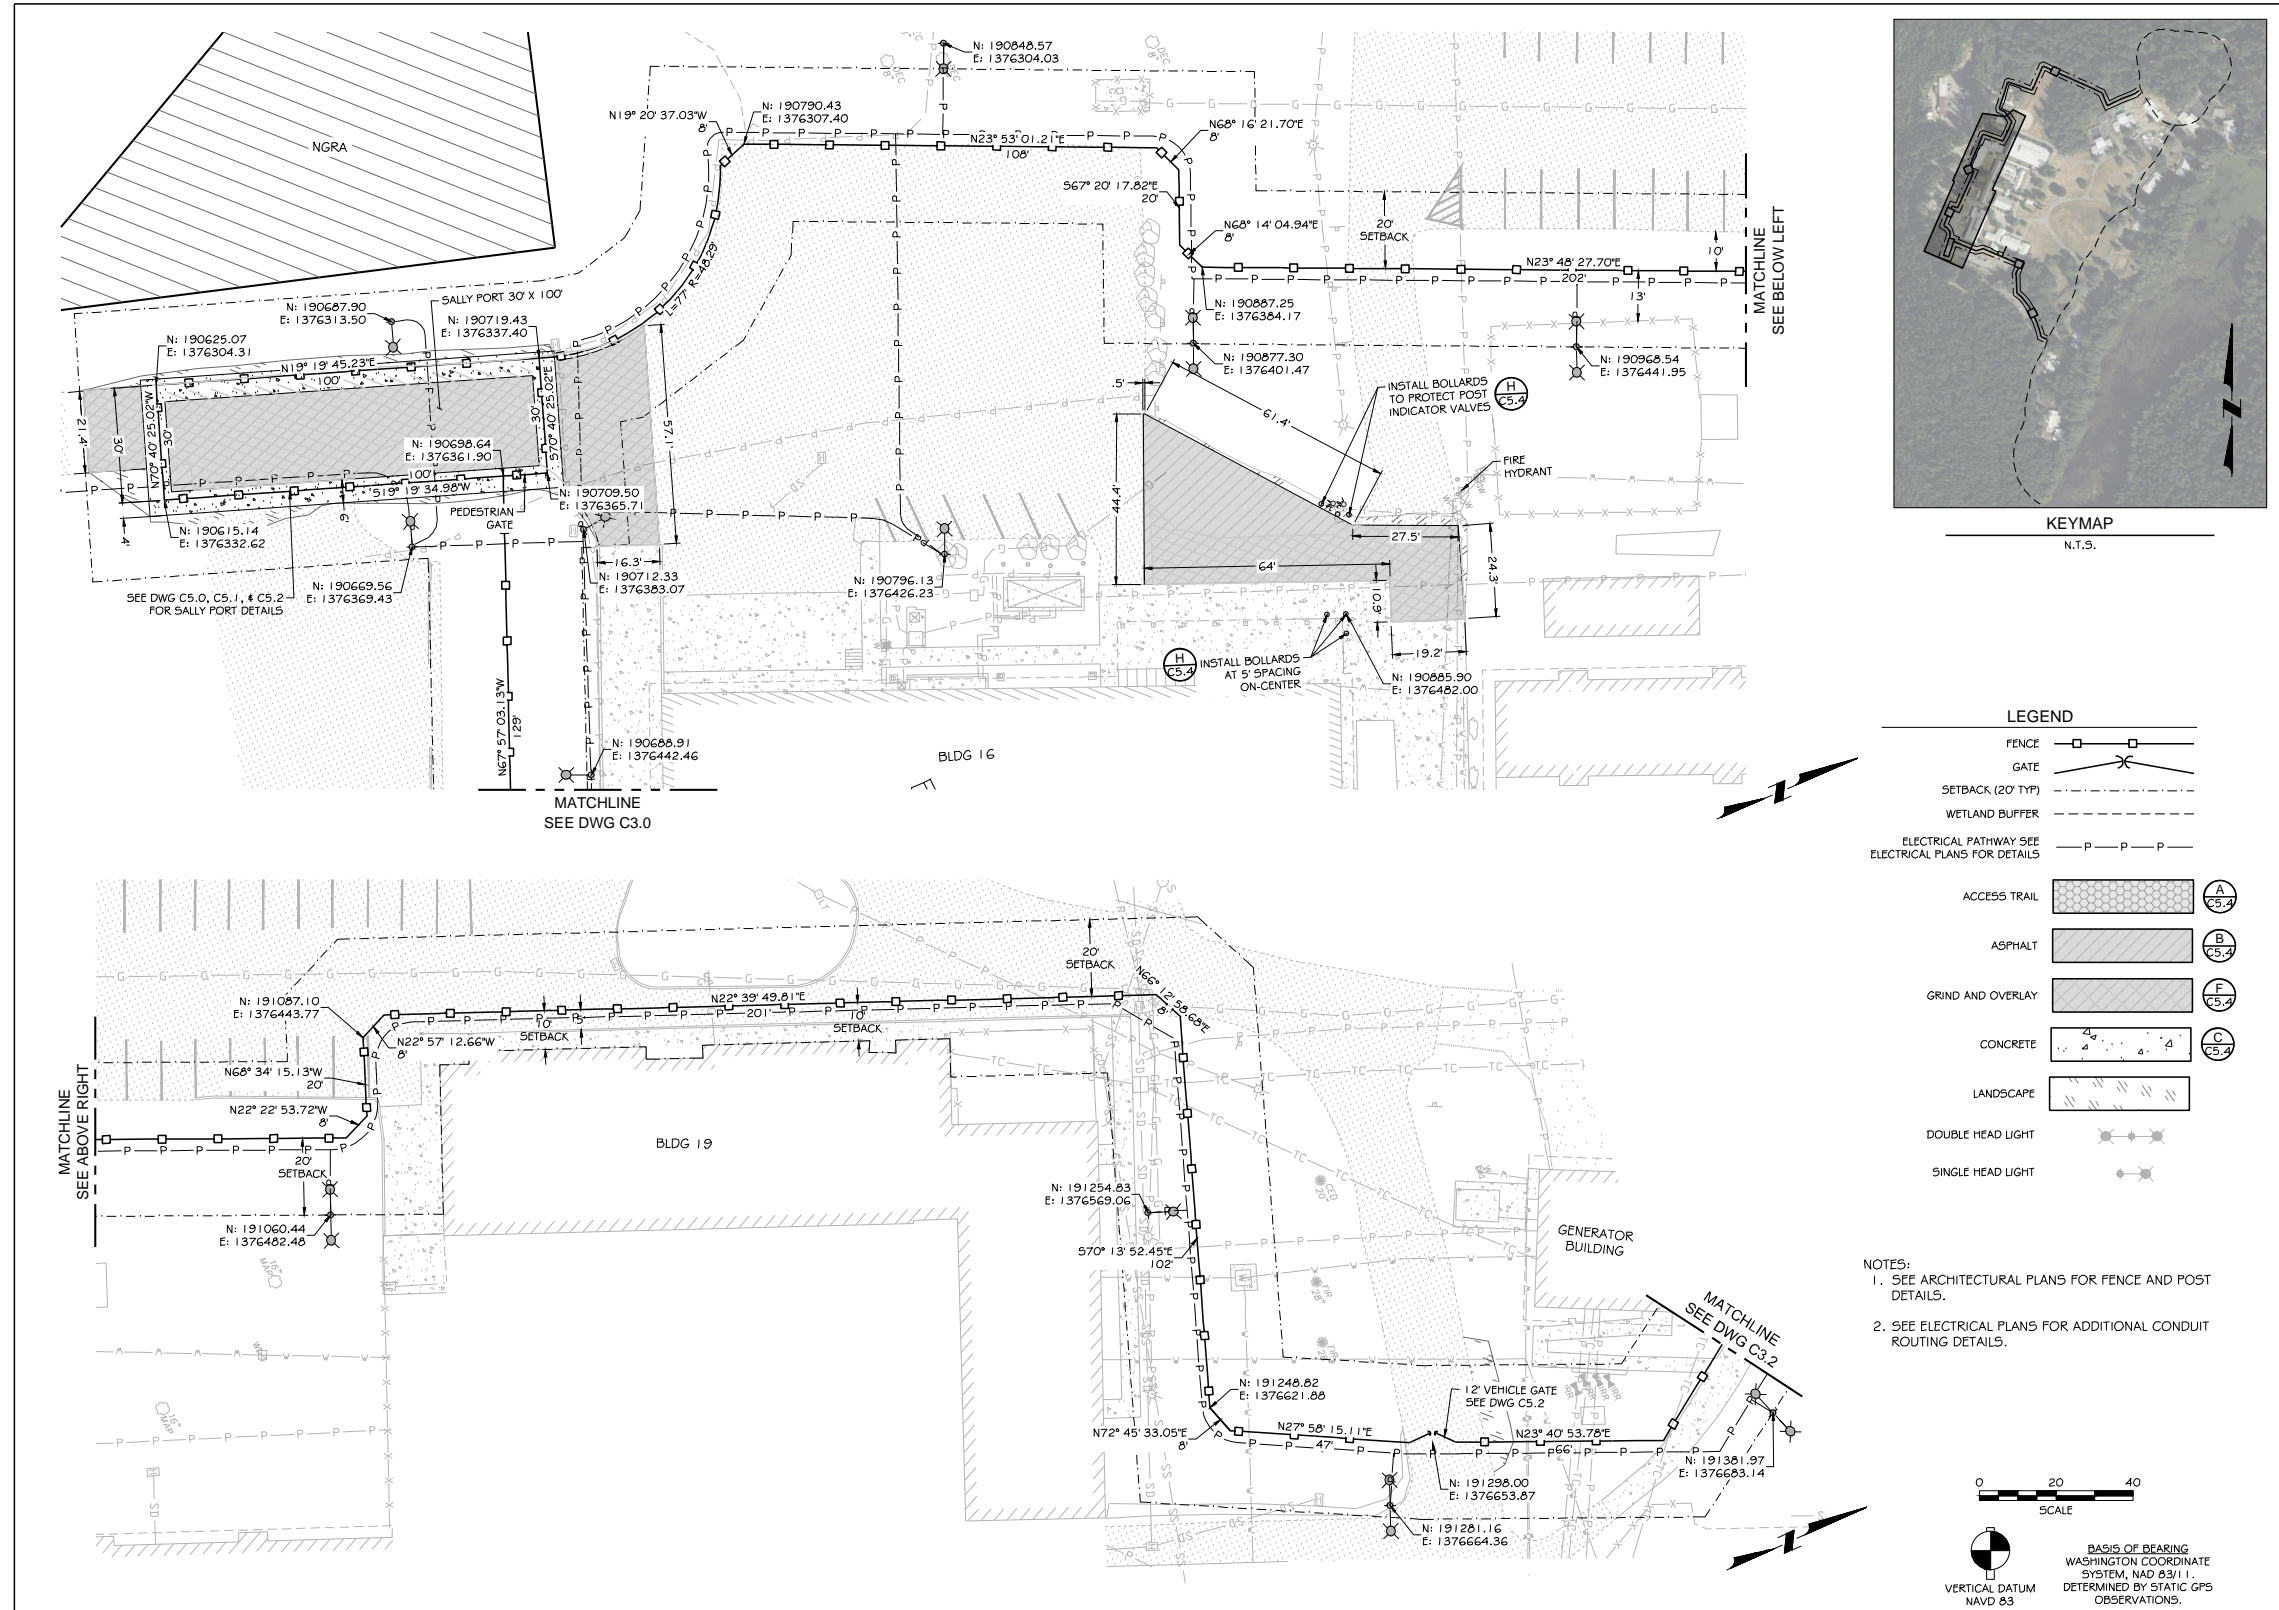 N: 190848.57
E: 1376304.03
N: 190790.43
E: 1376307.40
N19° 20' 37.03"W
8'
N23° 53' 01.21"E
108'
N68° 16' 21.70"E
8'
NGRA
S67° 20' 17.82"E
20'
N68° 14' 04.94"E
8'
20'
SETBACK
10'
N23° 48' 27.70"E
202'
13'
MATCHLINE
SEE BELOW LEFT
L=77' R=48.29'
N: 190687.90
E: 1376313.50
SALLY PORT 30' X 100'
N: 190719.43
E: 1376337.40
N: 190625.07
E: 1376304.31
N19° 19' 45.23"E
100'
N: 190887.25
E: 1376384.17
N: 190877.30
E: 1376401.47
N: 190968.54
E: 1376441.95
.5'
61.4'
INSTALL BOLLARDS
TO PROTECT POST
INDICATOR VALVES
H
C5.4
21.4'
30'
N70° 40' 25.02"W
30'
S70° 40' 25.02"E
30'
57.1'
N: 190698.64
E: 1376361.90
100'
S19° 19' 34.98"W
6'
4'
PEDESTRIAN
GATE
N: 190709.50
E: 1376365.71
N: 190615.14
E: 1376332.62
FIRE
HYDRANT
44.4'
27.5'
24.3'
64'
10.9'
19.2'
16.3'
N: 190712.33
E: 1376383.07
N: 190669.56
E: 1376369.43
SEE DWG C5.0, C5.1, & C5.2
FOR SALLY PORT DETAILS
N: 190796.13
E: 1376426.23
H
C5.4
INSTALL BOLLARDS
AT 5' SPACING
ON-CENTER
N: 190885.90
E: 1376482.00
N67° 57' 03.13"W
129'
N: 190688.91
E: 1376442.46
BLDG 16
MATCHLINE
SEE DWG C3.0
KEYMAP
N.T.S.
LEGEND
FENCE
GATE
SETBACK (20' TYP)
WETLAND BUFFER
ELECTRICAL PATHWAY SEE
ELECTRICAL PLANS FOR DETAILS
P P P
ACCESS TRAIL
A
C5.4
ASPHALT
B
C5.4
GRIND AND OVERLAY
F
C5.4
CONCRETE
C
C5.4
LANDSCAPE
DOUBLE HEAD LIGHT
SINGLE HEAD LIGHT
NOTES:
1. SEE ARCHITECTURAL PLANS FOR FENCE AND POST
DETAILS.
2. SEE ELECTRICAL PLANS FOR ADDITIONAL CONDUIT
ROUTING DETAILS.
20'
SETBACK
N: 191087.10
E: 1376443.77
N22° 39' 49.81"E
201'
N66° 12' 58.68"E
8'
10'
SETBACK
5'
10'
SETBACK
N22° 57' 12.66"W
8'
N68° 34' 15.13"W
20'
N22° 22' 53.72"W
8'
MATCHLINE
SEE ABOVE RIGHT
20'
SETBACK
N: 191060.44
E: 1376482.48
BLDG 19
N: 191254.83
E: 1376569.06
S70° 13' 52.45"E
102'
GENERATOR
BUILDING
MATCHLINE
SEE DWG C3.2
N: 191248.82
E: 1376621.88
12' VEHICLE GATE
SEE DWG C5.2
N72° 45' 33.05"E
8'
N27° 58' 15.11"E
47'
N23° 40' 53.78"E
66'
N: 191381.97
E: 1376683.14
N: 191298.00
E: 1376653.87
N: 191281.16
E: 1376664.36
0 20 40
SCALE
VERTICAL DATUM
NAVD 83
BASIS OF BEARING
WASHINGTON COORDINATE
SYSTEM, NAD 83/11.
DETERMINED BY STATIC GPS
OBSERVATIONS.